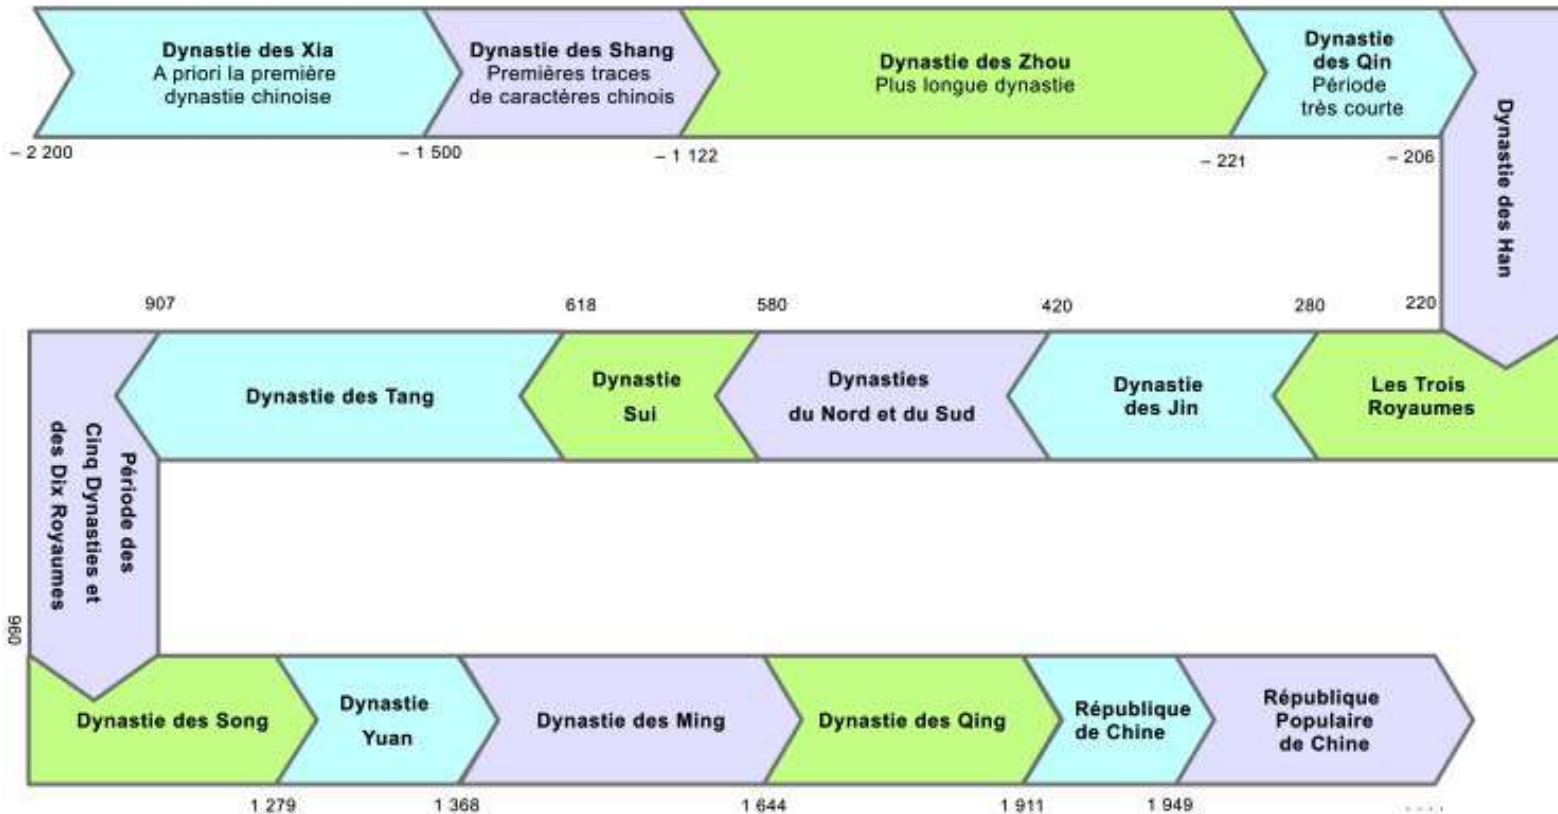 Dynastie des Xia
A priori la première
dynastie chinoise
Dynastie des Shang
Premières traces
de caractères chinois
Dynastie des Zhou
Plus longue dynastie
Dynastie
des Qin
Période
très courte
Dynastie des Han
– 2 200
– 1 500
– 1 122
– 221
– 206
907
618
580
420
280
220
Dynastie des Tang
Dynastie
Sui
Dynasties
du Nord et du Sud
Dynastie
des Jin
Les Trois
Royaumes
Période des
Cinq Dynasties et
des Dix Royaumes
960
Dynastie des Song
Dynastie
Yuan
Dynastie des Ming
Dynastie des Qing
République
de Chine
République
Populaire
de Chine
1 279
1 368
1 644
1 911
1 949
. . . .